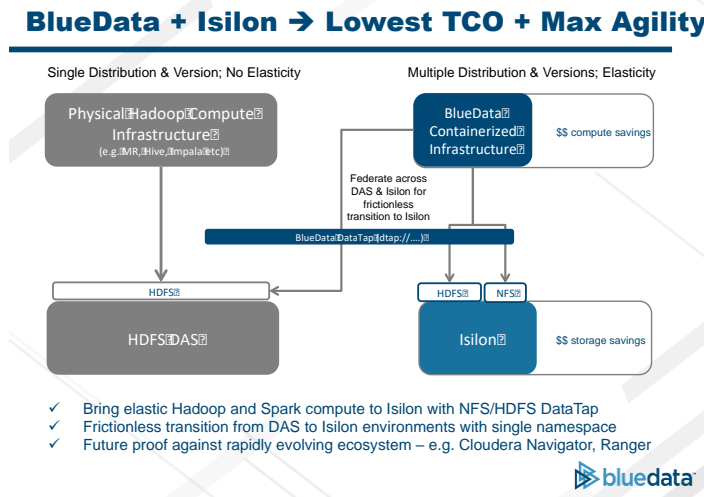 BlueData + Isilon → Lowest TCO + Max Agility
Single Distribution & Version; No Elasticity
Multiple Distribution & Versions; Elasticity
Physical Hadoop Compute
Infrastructure
(e.g. MR, Hive, Impala etc)
BlueData
Containerized
Infrastructure
$$ compute savings
Federate across
DAS & Isilon for
frictionless
transition to Isilon
BlueData DataTap (dtap://....)
HDFS
HDFS
NFS
HDFS DAS
Isilon
$$ storage savings
✓ Bring elastic Hadoop and Spark compute to Isilon with NFS/HDFS DataTap
✓ Frictionless transition from DAS to Isilon environments with single namespace
✓ Future proof against rapidly evolving ecosystem – e.g. Cloudera Navigator, Ranger
bluedata